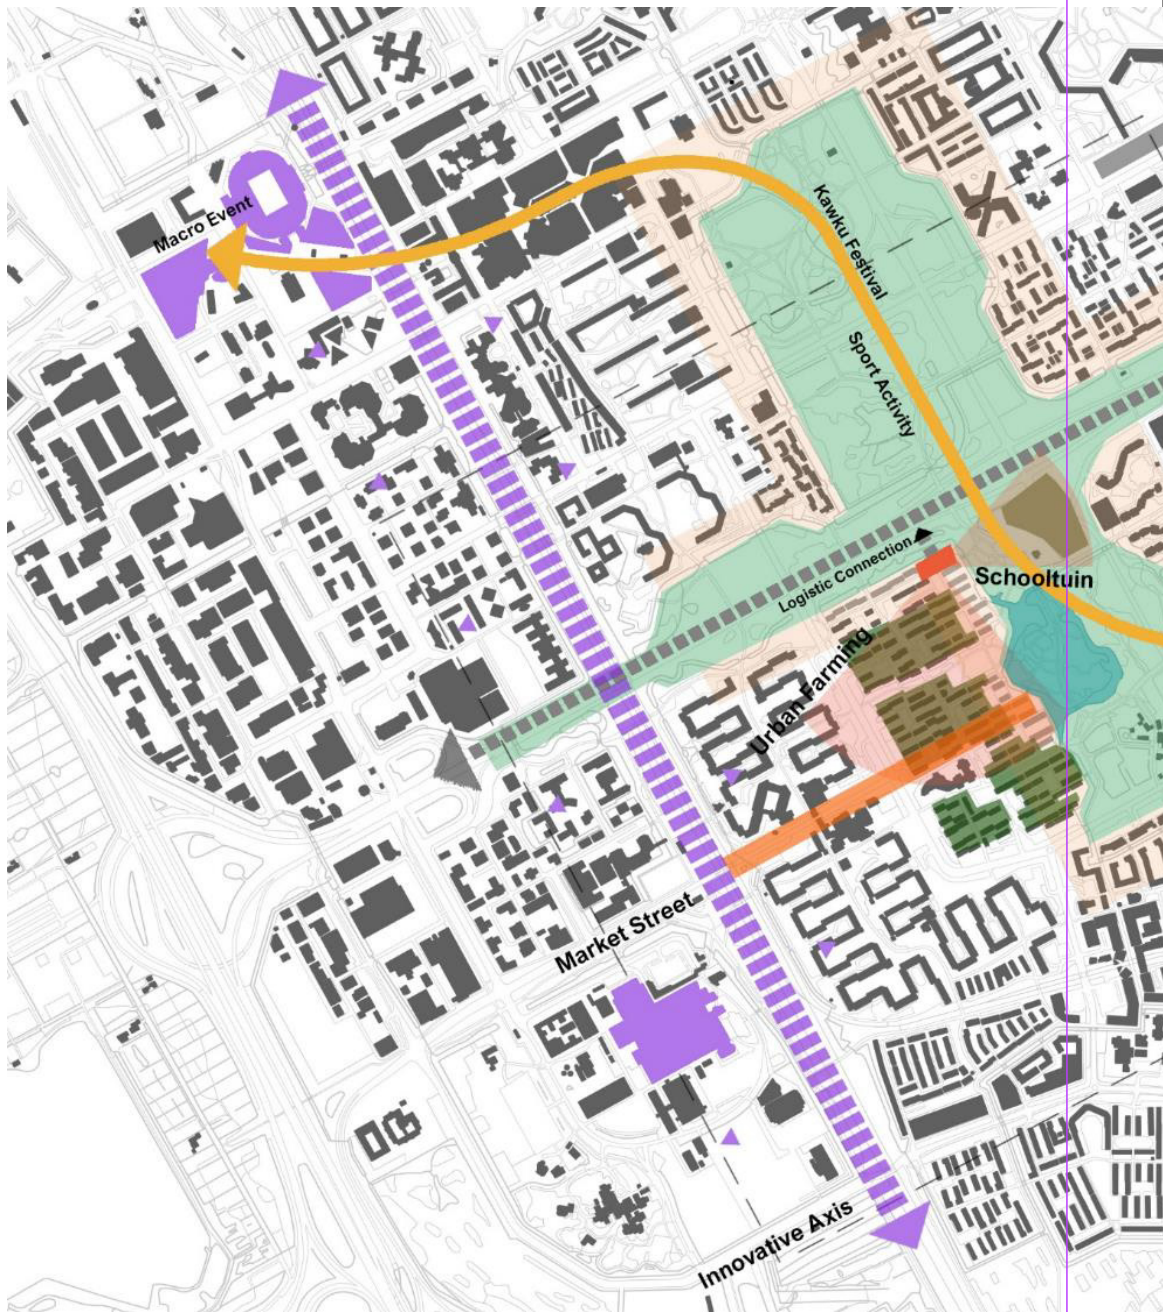 Macro Event
Kawku Festival
Sport Activity
Logistic Connection
Schooltuin
Urban Farming
Market Street
Innovative Axis